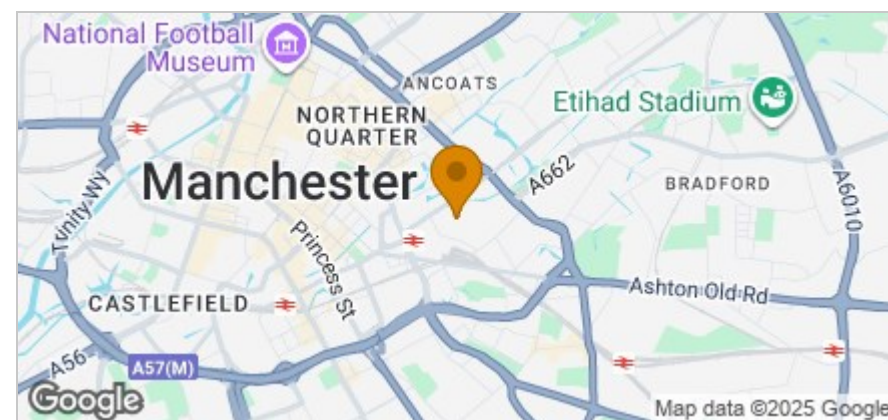 National Football
Museum
ANCOATS
Etihad Stadium
NORTHERN
QUARTER
Manchester
A662
BRADFORD
A6010
Trinity Wy
Princess St
Ashton Old Rd
CASTLEFIELD
A56
A57(M)
Google
Map data ©2025 Google